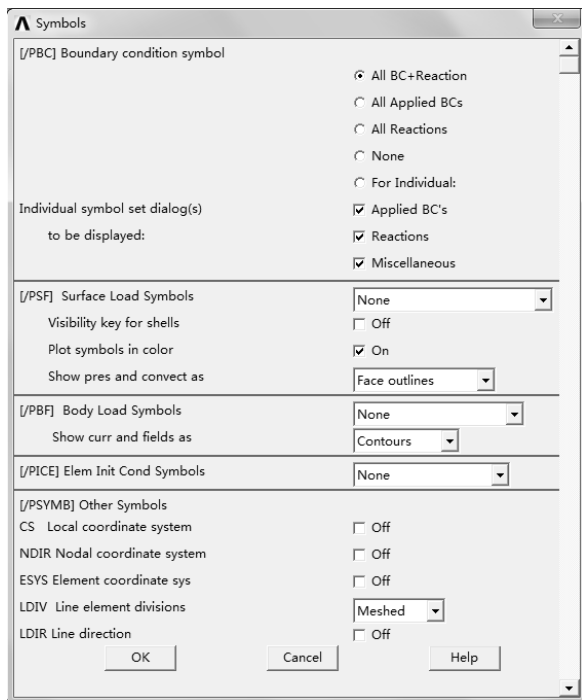 Symbols
[/PBC] Boundary condition symbol
All BC+Reaction
All Applied BCs
All Reactions
None
For Individual:
Individual symbol set dialog(s) Applied BC's
to be displayed: Reactions
Miscellaneous
[/PSF] Surface Load Symbols None
Visibility key for shells Off
Plot symbols in color On
Show pres and convect as Face outlines
[/PBF] Body Load Symbols None
Show curr and fields as Contours
[/PICE] Elem Init Cond Symbols None
[/PSYMB] Other Symbols
CS Local coordinate system Off
NDIR Nodal coordinate system Off
ESYS Element coordinate sys Off
LDIV Line element divisions Meshed
LDIR Line direction Off
OK Cancel Help